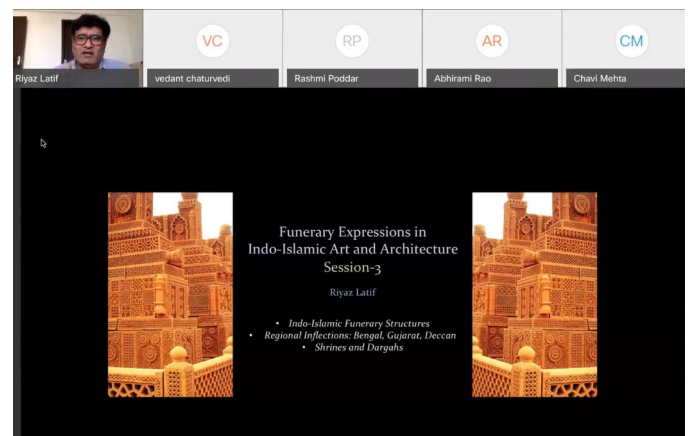 VC
RP
AR
CM
Riyaz Latif
vedant chaturvedi
Rashmi Poddar
Abhirami Rao
Chavi Mehta
Funerary Expressions in
Indo-Islamic Art and Architecture
Session-3
Riyaz Latif
• Indo-Islamic Funerary Structures
• Regional Inflections: Bengal, Gujarat, Deccan
• Shrines and Dargahs